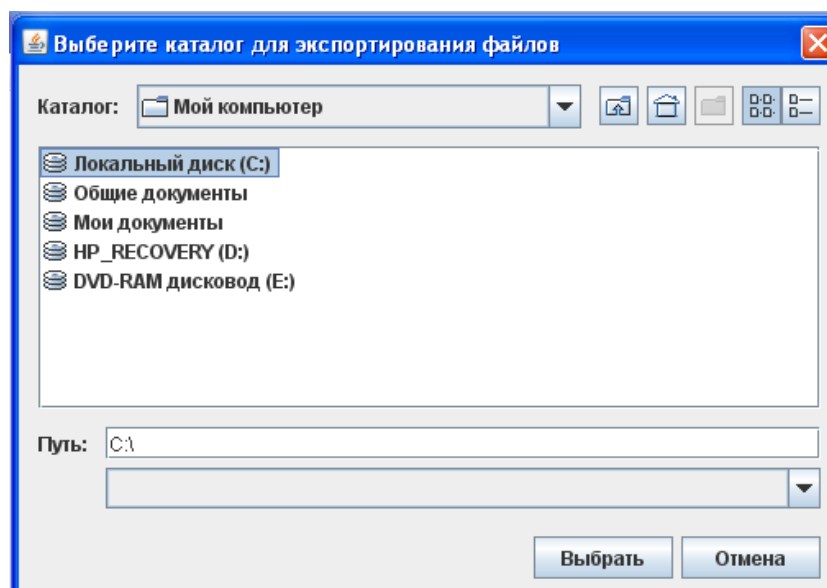 Выберите каталог для экспортирования файлов
Каталог: Мой компьютер
Локальный диск (C:)
Общие документы
Мои документы
HP_RECOVERY (D:)
DVD-RAM дисковод (E:)
Путь: C:\
Выбрать Отмена